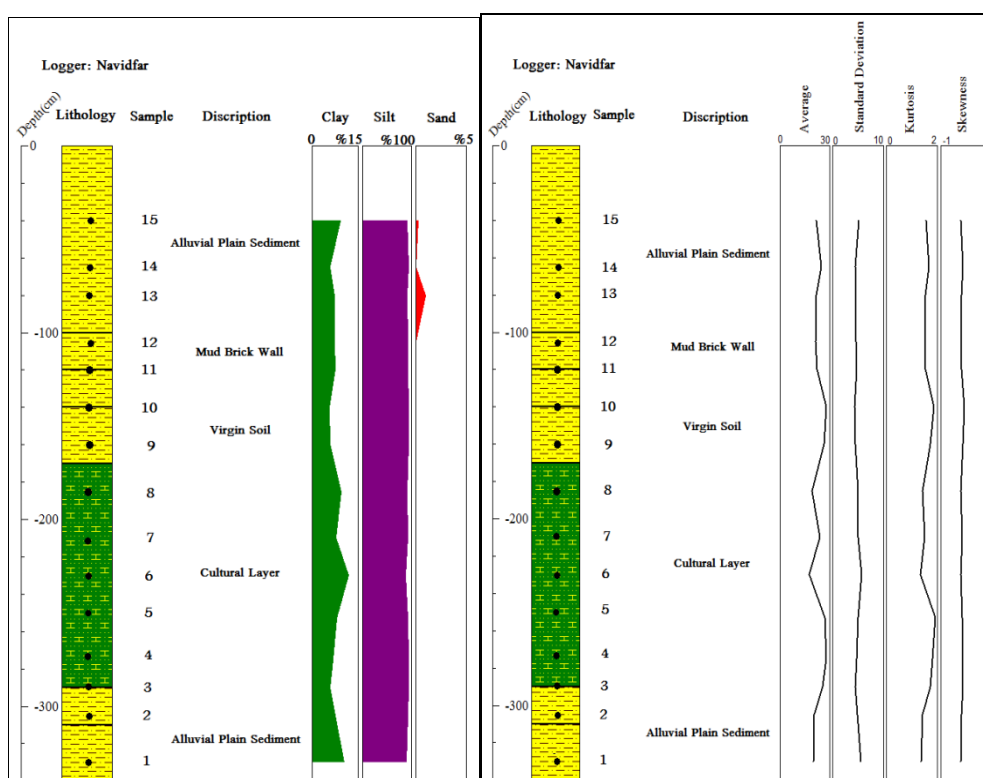 Logger: Navidfar
Depth(cm) Lithology Sample Discription Clay Silt Sand
0 %15 %100 0 %5
0
15
Alluvial Plain Sediment
14
13
-100
12
Mud Brick Wall
11
10
Virgin Soil
9
8
-200
7
Cultural Layer
6
5
4
3
-300
2
Alluvial Plain Sediment
1
Logger: Navidfar
Depth(cm) Lithology Sample Discription Average Standard Deviation Kurtosis Skewness
0 30 0 10 0 2 -1
0
15
Alluvial Plain Sediment
14
13
-100
12
Mud Brick Wall
11
10
Virgin Soil
9
8
-200
7
Cultural Layer
6
5
4
3
-300
2
Alluvial Plain Sediment
1